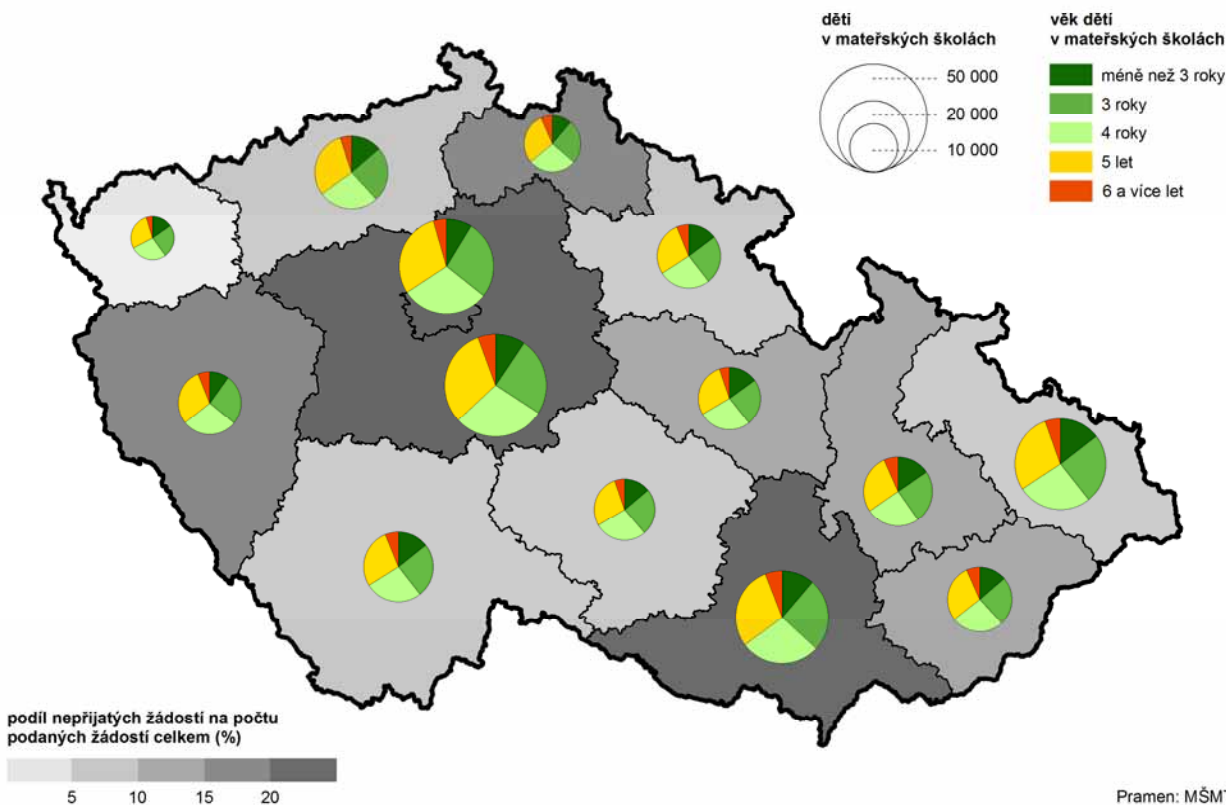 děti
v mateřských školách
50 000
20 000
10 000
věk dětí
v mateřských školách
méně než 3 roky
3 roky
4 roky
5 let
6 a více let
podíl nepřijatých žádostí na počtu
podaných žádostí celkem (%)
5 10 15 20
Pramen: MŠMT